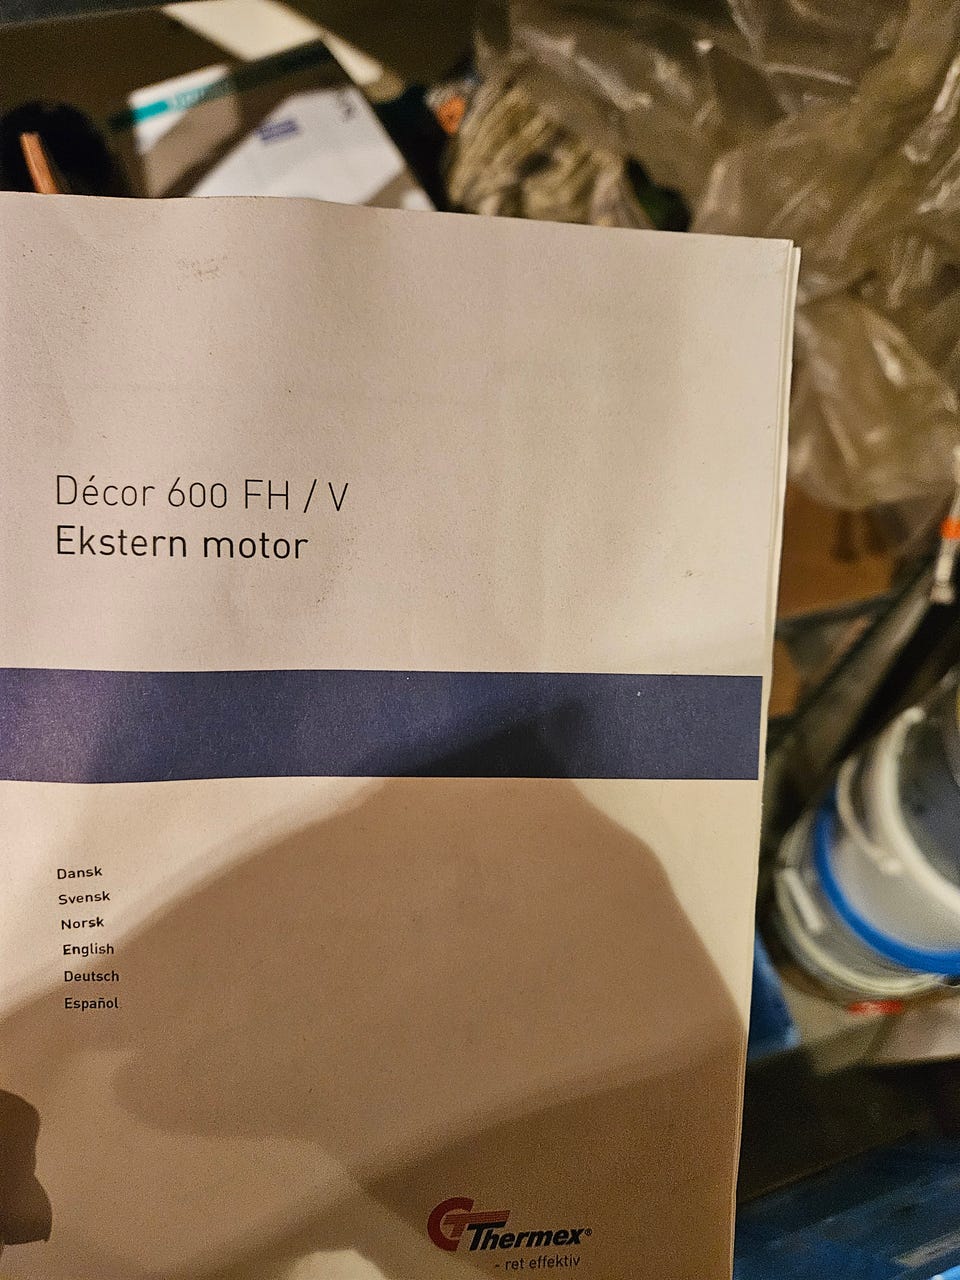 Décor 600 FH / V
Ekstern motor
Dansk
Svensk
Norsk
English
Deutsch
Español
Thermex®
- ret effektiv